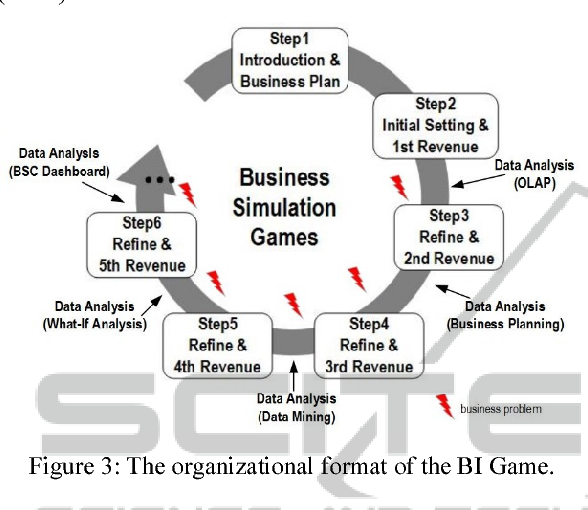 Step1
Introduction &
Business Plan
Step2
Initial Setting &
1st Revenue
Data Analysis
(OLAP)
Step3
Refine &
2nd Revenue
Data Analysis
(Business Planning)
Step4
Refine &
3rd Revenue
Data Analysis
(Data Mining)
Step5
Refine &
4th Revenue
Data Analysis
(What-If Analysis)
Step6
Refine &
5th Revenue
Data Analysis
(BSC Dashboard)
...
Business
Simulation
Games
business problem
SCITE
Figure 3: The organizational format of the BI Game.